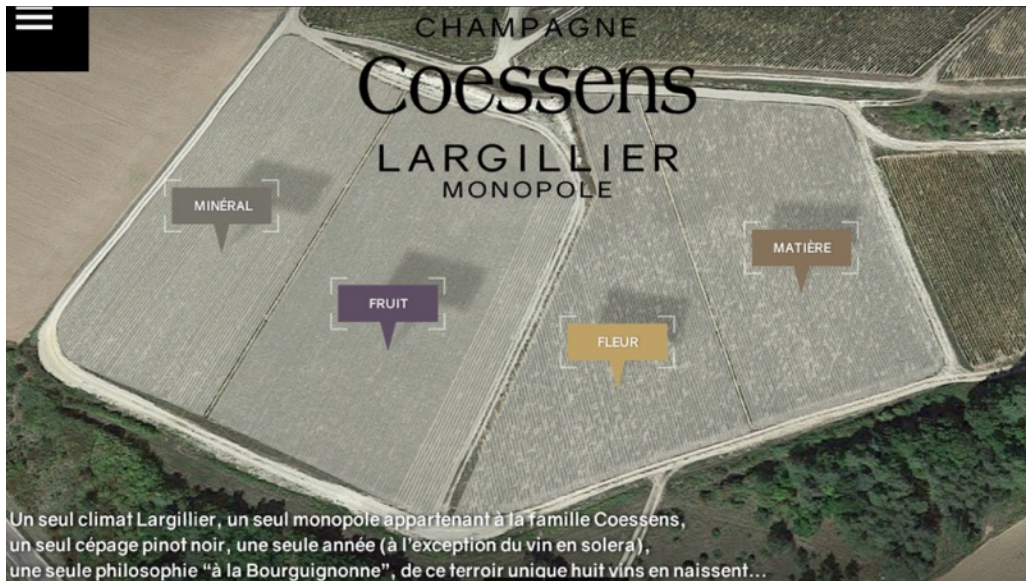 CHAMPAGNE
Coessens
LARGILLIER
MONOPOLE
MINÉRAL
MATIÈRE
FRUIT
FLEUR
Un seul climat Largillier, un seul monopole appartenant à la famille Coessens,
un seul cépage pinot noir, une seule année (à l'exception du vin en solera),
une seule philosophie “à la Bourguignonne”, de ce terroir unique huit vins en naissent...